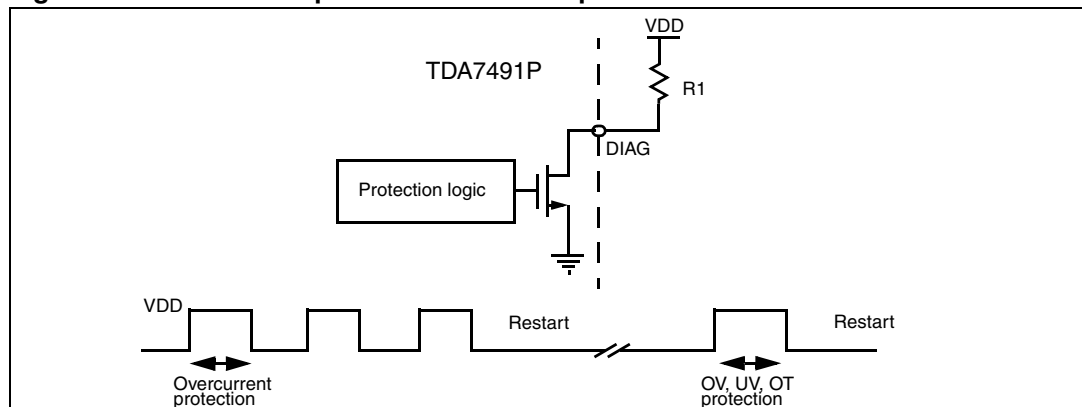 VDD
TDA7491P
R1
DIAG
Protection logic
VDD
Restart
Restart
Overcurrent
protection
OV, UV, OT
protection